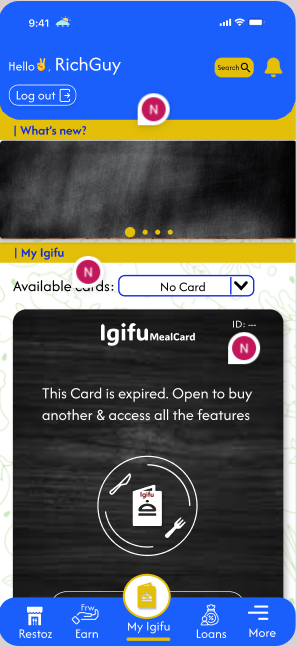 9:41
Hello✌️, RichGuy
Search
Log out
N
| What's new?
| My Igifu
N
Available cards:
No Card
Igifu MealCard
ID: ---
N
This Card is expired. Open to buy
another & access all the features
Igifu
Frw
Restoz
Earn
My Igifu
Loans
More